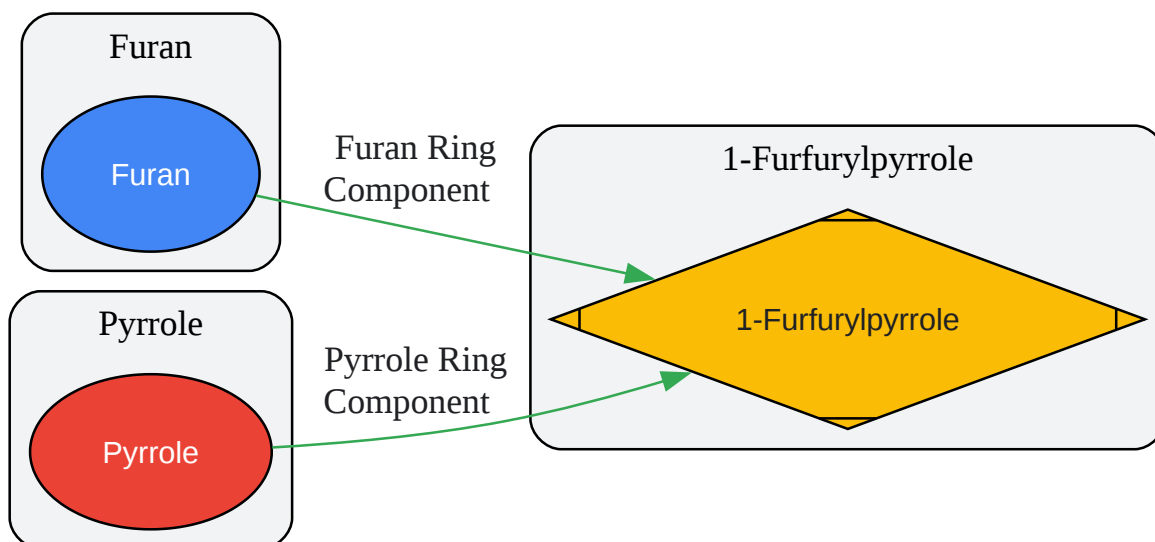 Furan
Furan
Furan Ring
Component
1-Furfurylpyrrole
1-Furfurylpyrrole
Pyrrole
Pyrrole
Pyrrole Ring
Component